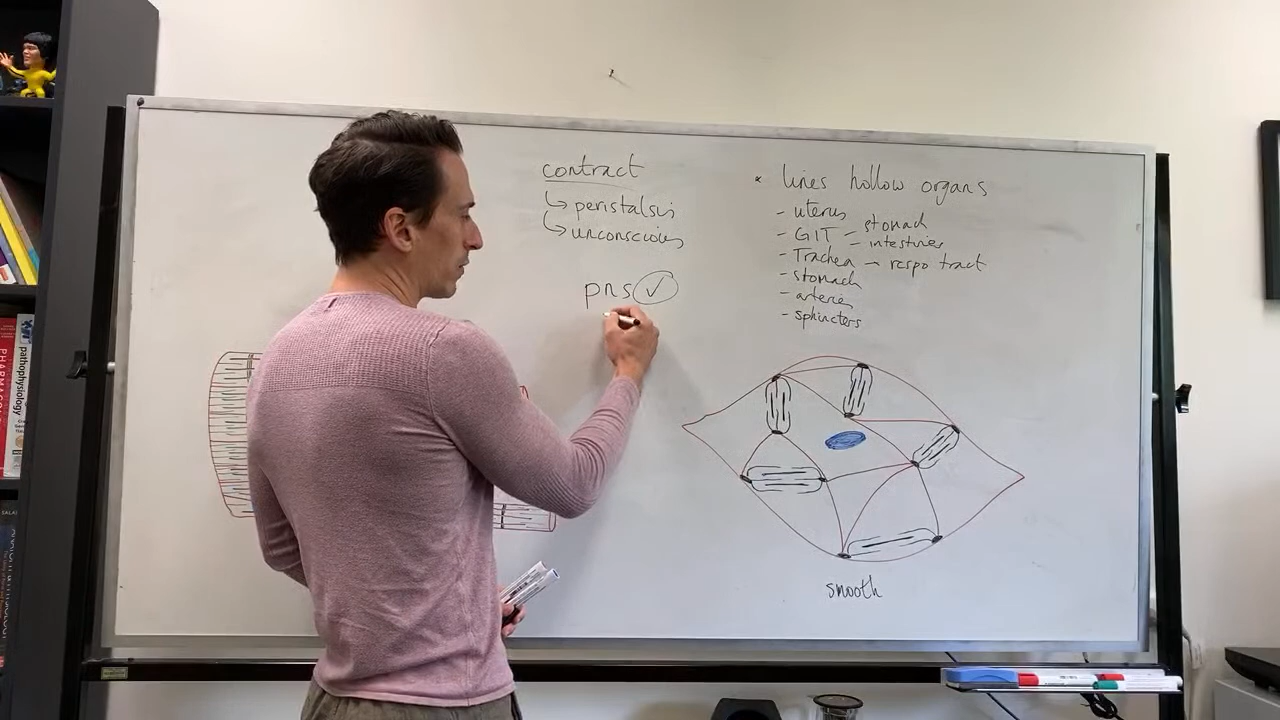 contract
↳ peristalsis
↳ unconscious
pns ✓
* lines hollow organs
- uterus
- GIT - stomach
- intestines
- Trachea - respo tract
- stomach
- arteries
- sphincters
smooth
pathophysiology